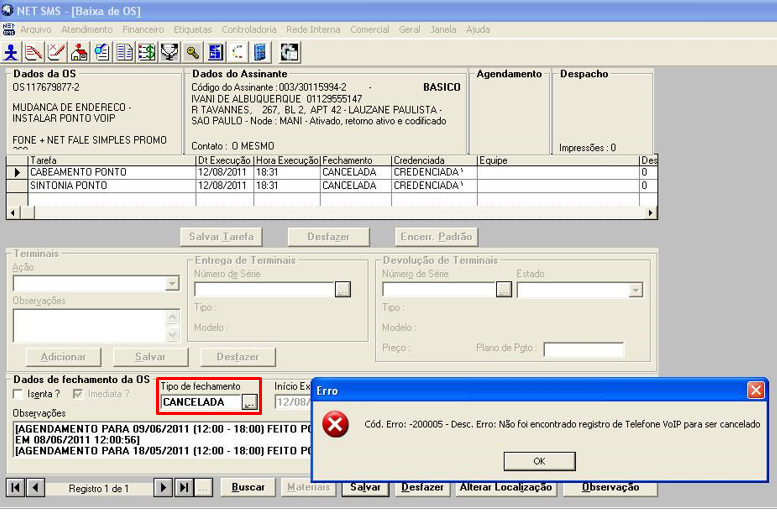 NET SMS - [Baixa de OS]
Arquivo Atendimento Financeiro Etiquetas Controladoria Rede Interna Comercial Geral Janela Ajuda
Dados da OS
OS 117679877-2
MUDANCA DE ENDERECO -
INSTALAR PONTO VOIP
FONE + NET FALE SIMPLES PROMO
Dados do Assinante
Código do Assinante : 003/30115994-2 - BASICO
IVANI DE ALBUQUERQUE 01129555147
R TAVANNES, 267, BL 2, APT 42 - LAUZANE PAULISTA -
SAO PAULO - Node : MANI - Ativado, retorno ativo e codificado
Contato : O MESMO
Agendamento
Despacho
Impressões : 0
Tarefa Dt Execução Hora Execução Fechamento Credenciada Equipe Des
CABEAMENTO PONTO 12/08/2011 18:31 CANCELADA CREDENCIADA 0
SINTONIA PONTO 12/08/2011 18:31 CANCELADA CREDENCIADA 0
Salvar Tarefa Desfazer Encerr. Padrão
Terminais
Ação
Observações
Adicionar Salvar Desfazer
Entrega de Terminais
Número de Série
...
Tipo :
Modelo :
Devolução de Terminais
Número de Série Estado
...
Tipo :
Modelo :
Preço : Plano de Pgto :
Dados de fechamento da OS
Isenta ? Imediata ?
Tipo de fechamento
CANCELADA ...
Início Ex
12/08/
Observações
[AGENDAMENTO PARA 09/06/2011 (12:00 - 18:00) FEITO PO
EM 08/06/2011 12:00:56]
[AGENDAMENTO PARA 18/05/2011 (12:00 - 18:00) FEITO PO
Erro
Cód. Erro: -200005 - Desc. Erro: Não foi encontrado registro de Telefone VoIP para ser cancelado
OK
Registro 1 de 1 ... Buscar Materiais Salvar Desfazer Alterar Localização Observação